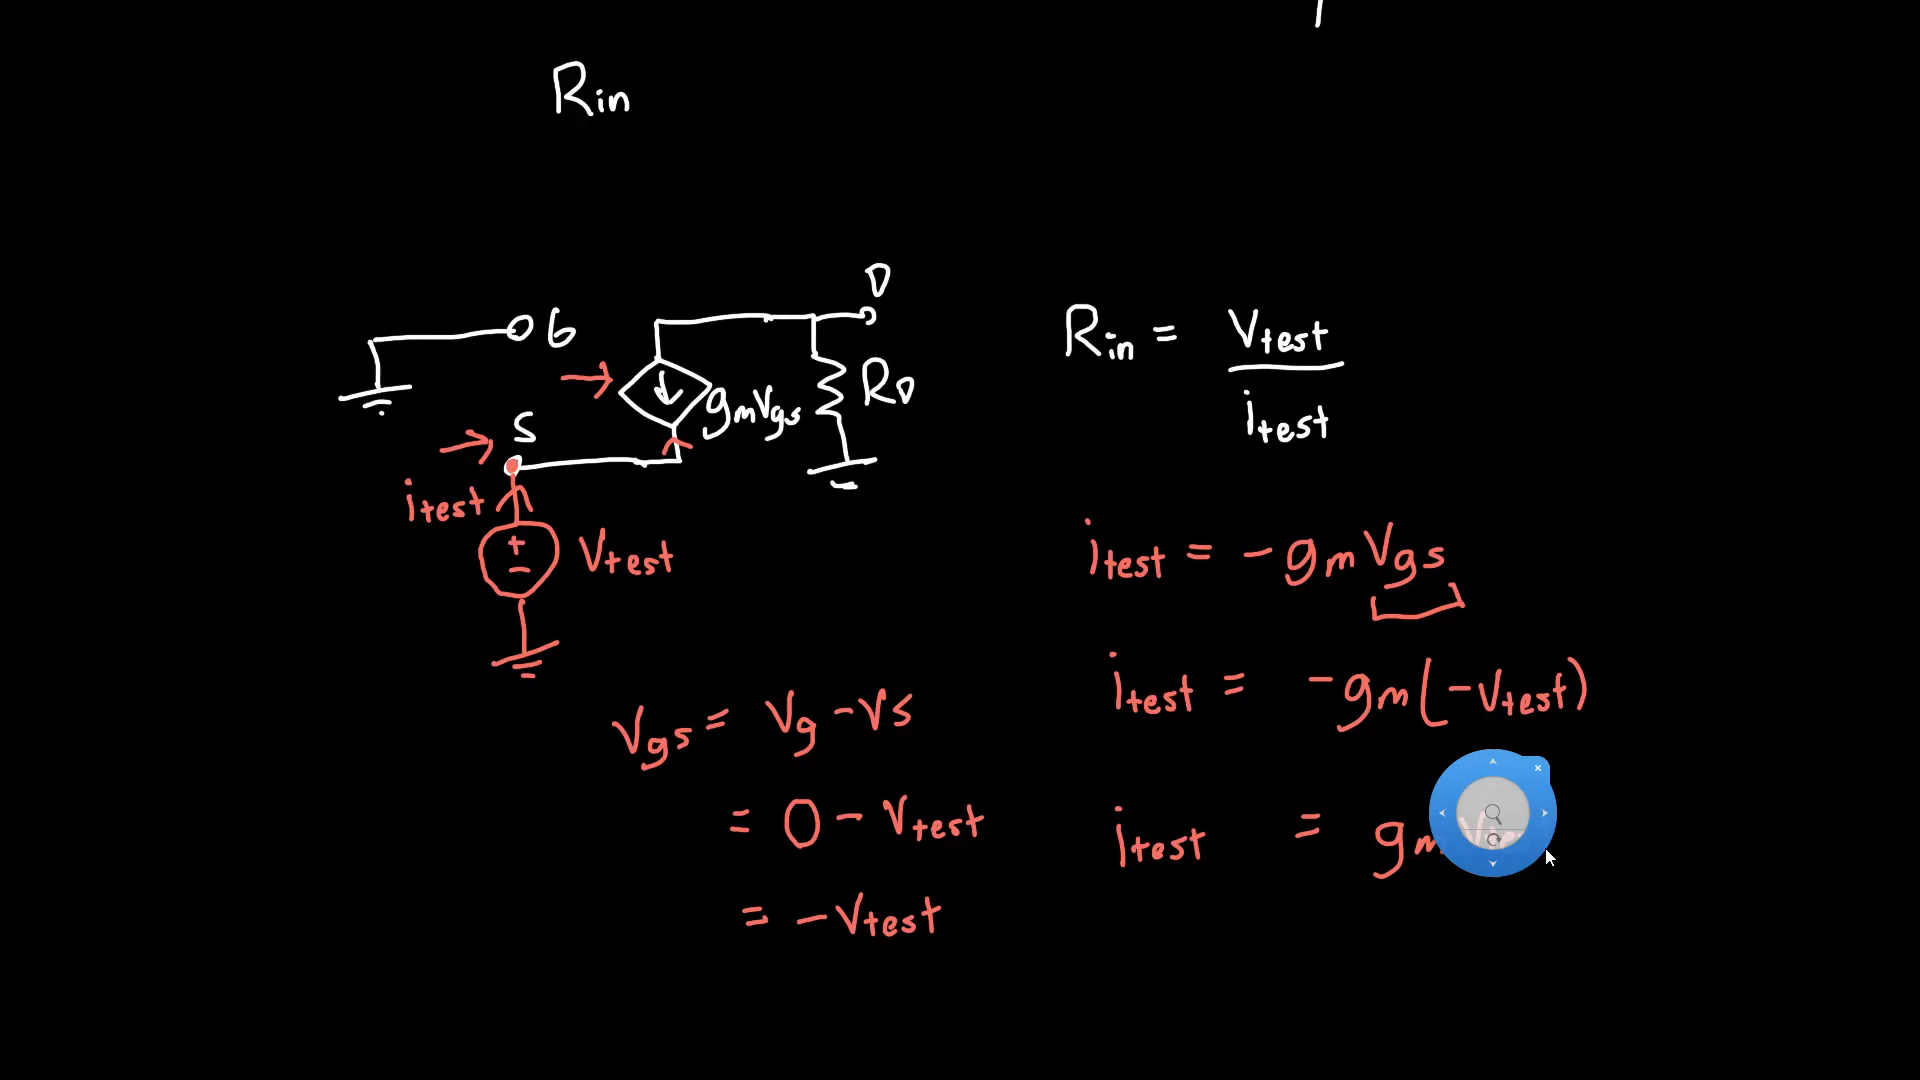 Rin
D
G
Rin = Vtest
itest
RD
gmVgs
S
itest
Vtest
itest = -gmVgs
itest = -gm(-Vtest)
Vgs = Vg - Vs
= 0 - Vtest
itest = gm
= -Vtest